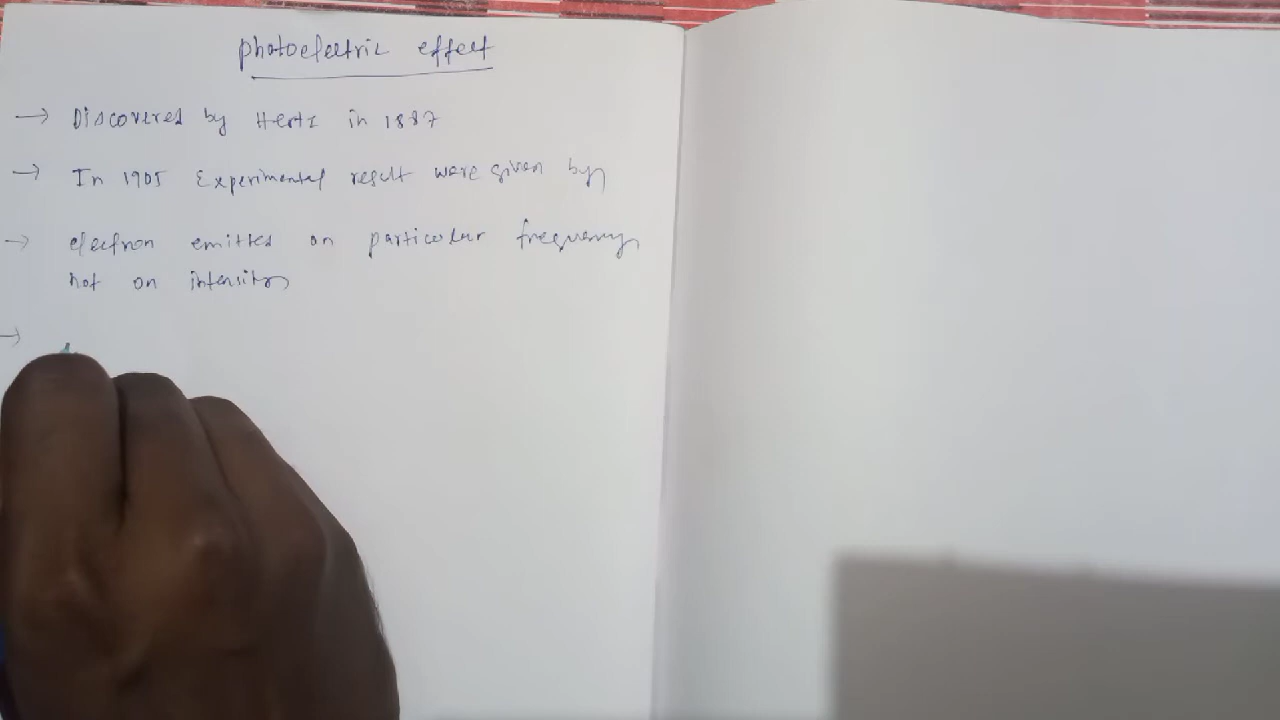 photoelectric effect
→ Discovered by Hertz in 1887
→ In 1905 Experimental result were given by
→ electron emitted on particular frequency
not on intensity
→